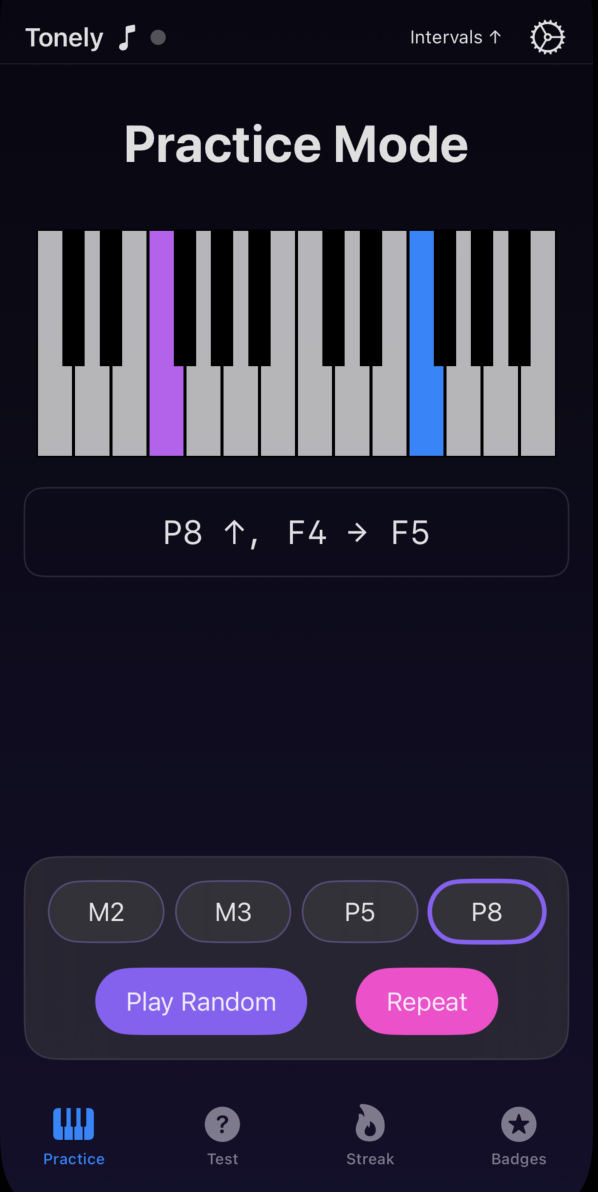 Tonely
Intervals ↑
Practice Mode
P8 ↑, F4 → F5
M2
M3
P5
P8
Play Random
Repeat
?
Practice
Test
Streak
Badges